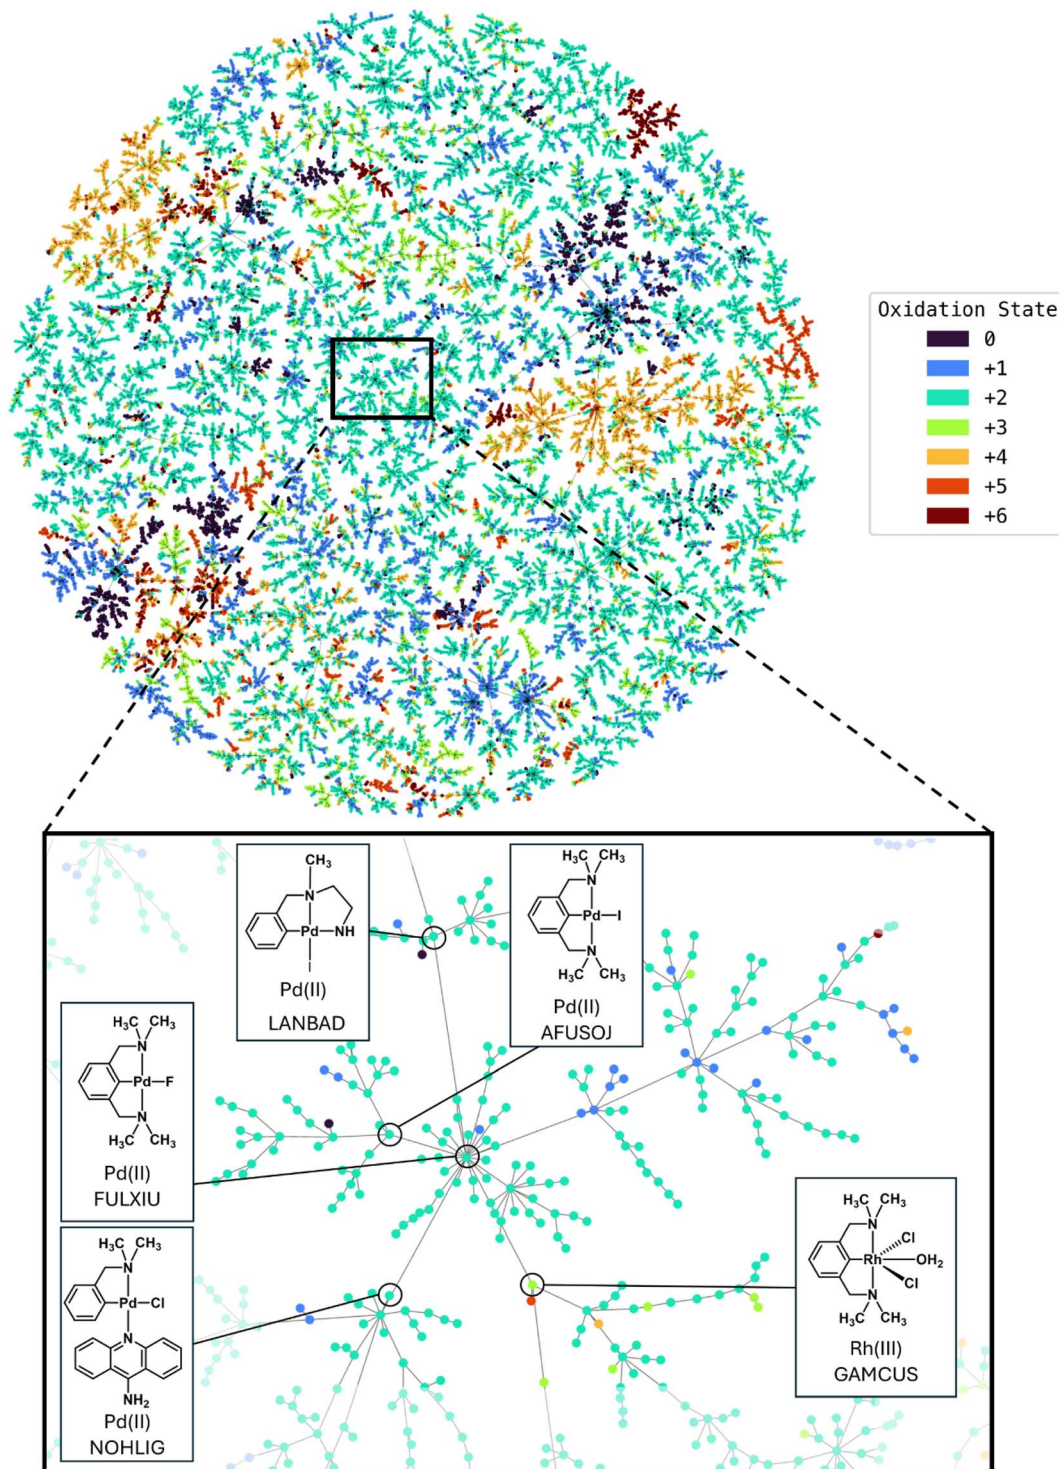 Oxidation State
0
+1
+2
+3
+4
+5
+6
CH₃
N
Pd—NH
I
Pd(II)
LANBAD
H₃C CH₃
N
Pd—I
N
H₃C CH₃
Pd(II)
AFUSOJ
H₃C CH₃
N
Pd—F
N
H₃C CH₃
Pd(II)
FULXIU
H₃C CH₃
N
Pd—Cl
N
NH₂
Pd(II)
NOHLIG
H₃C CH₃
N
Cl
Rh—OH₂
Cl
N
H₃C CH₃
Rh(III)
GAMCUS